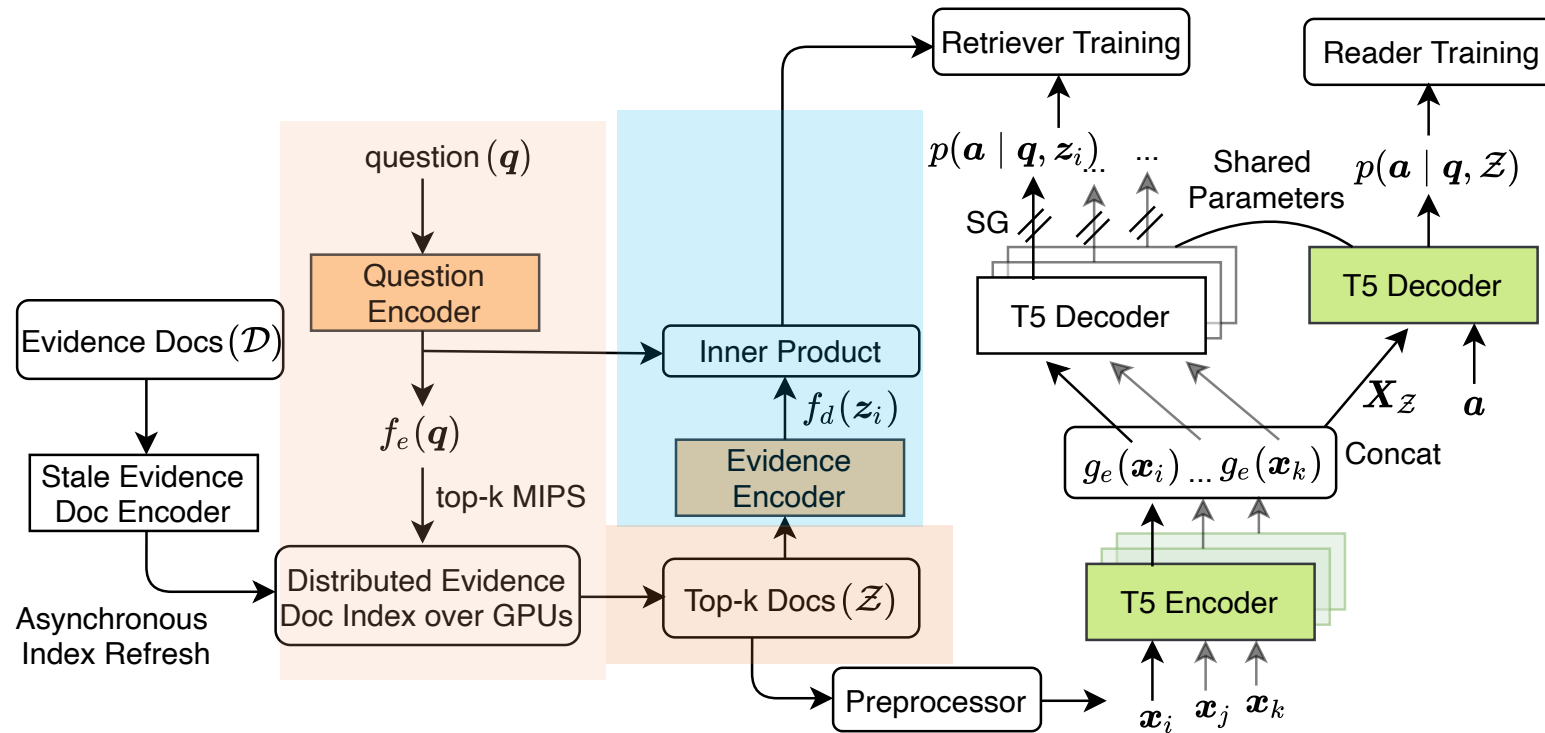 Retriever Training
Reader Training
question (q)
p(a | q, z_i)
...
...
Shared
Parameters
p(a | q, Z)
SG
Question
Encoder
T5 Decoder
T5 Decoder
Evidence Docs (D)
Inner Product
f_e(q)
f_d(z_i)
X_Z
a
Stale Evidence
Doc Encoder
top-k MIPS
Evidence
Encoder
g_e(x_i) ... g_e(x_k)
Concat
Distributed Evidence
Doc Index over GPUs
Top-k Docs (Z)
T5 Encoder
Asynchronous
Index Refresh
Preprocessor
x_i
x_j
x_k